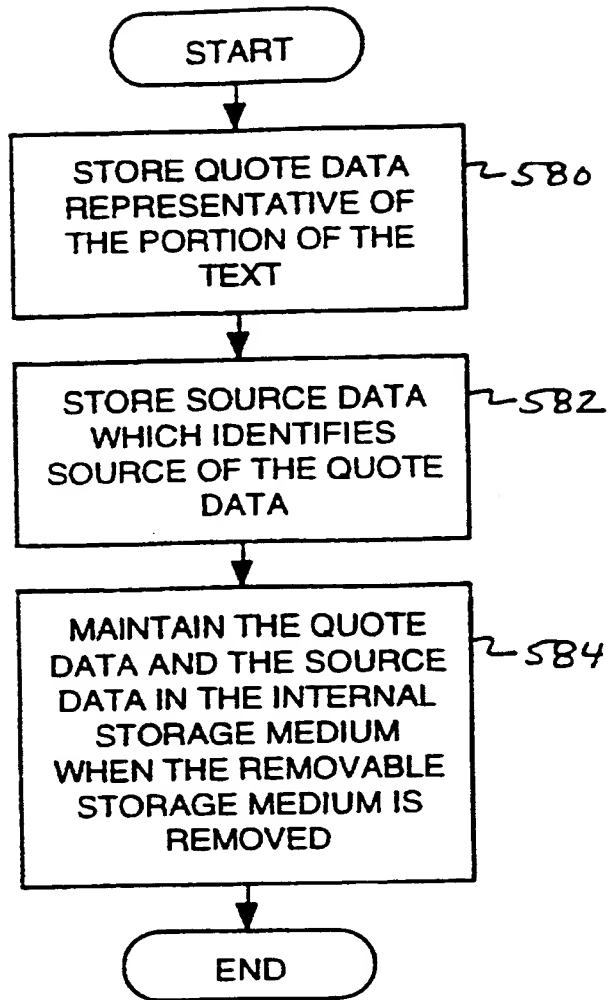 START
STORE QUOTE DATA
REPRESENTATIVE OF
THE PORTION OF THE
TEXT
580
STORE SOURCE DATA
WHICH IDENTIFIES
SOURCE OF THE QUOTE
DATA
582
MAINTAIN THE QUOTE
DATA AND THE SOURCE
DATA IN THE INTERNAL
STORAGE MEDIUM
WHEN THE REMOVABLE
STORAGE MEDIUM IS
REMOVED
584
END